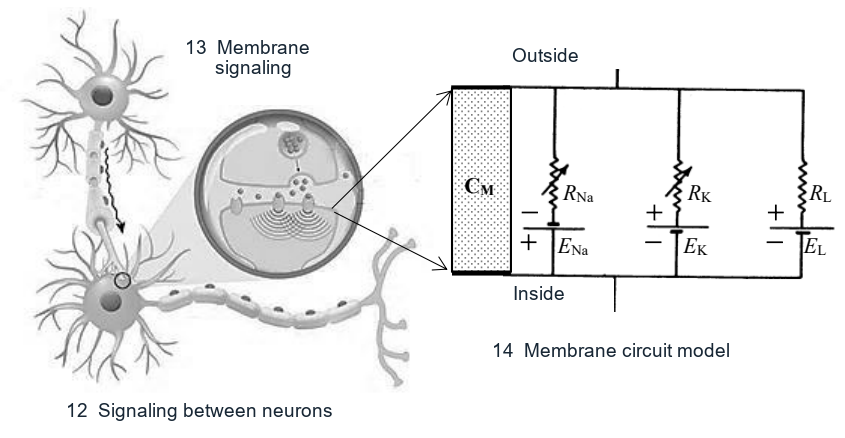 13 Membrane
signaling
Outside
C_M
R_Na
R_K
R_L
−
+
+
+
−
−
E_Na
E_K
E_L
Inside
14 Membrane circuit model
12 Signaling between neurons